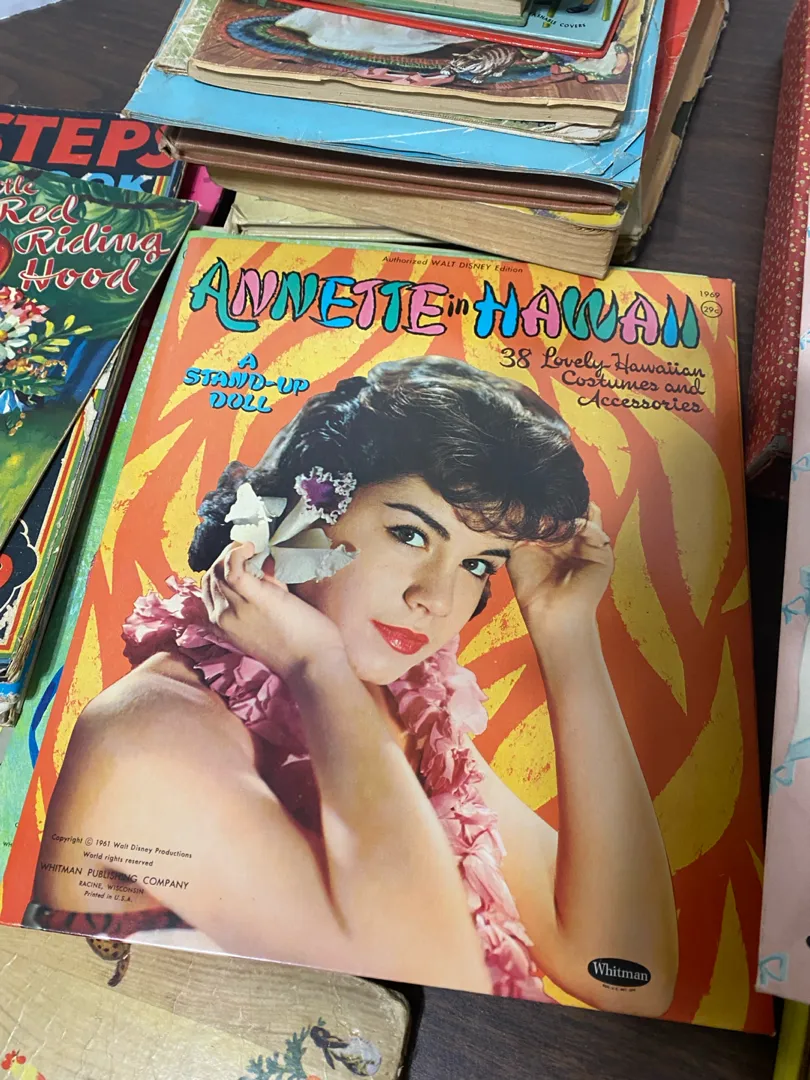 WASHABLE COVERS
STEPS
Red
Riding
Hood
Authorized WALT DISNEY Edition
ANNETTE in HAWAII
1969
29¢
A
STAND-UP
DOLL
38 Lovely Hawaiian
Costumes and
Accessories
Copyright © 1961 Walt Disney Productions
World rights reserved
WHITMAN PUBLISHING COMPANY
RACINE, WISCONSIN
Printed in U.S.A.
Whitman